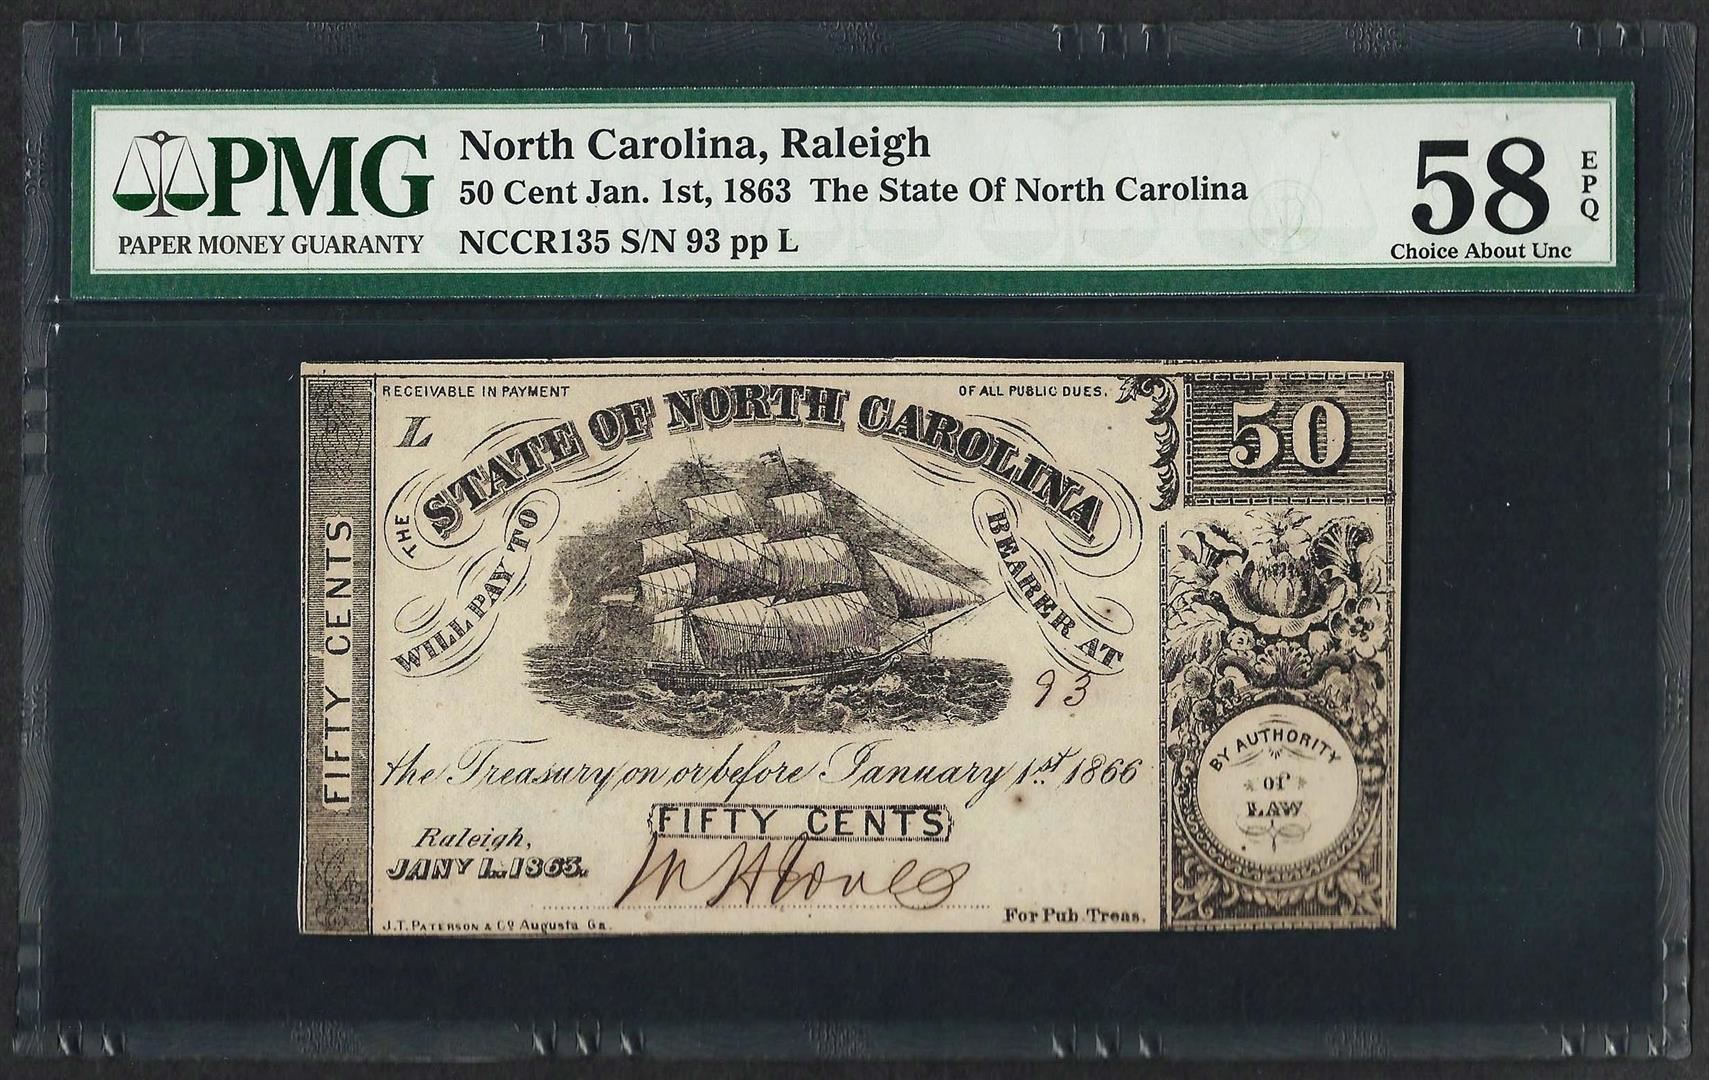 PMG
PAPER MONEY GUARANTY
North Carolina, Raleigh
50 Cent Jan. 1st, 1863 The State Of North Carolina
NCCR135 S/N 93 pp L
58
EPQ
Choice About Unc
RECEIVABLE IN PAYMENT
OF ALL PUBLIC DUES.
L
THE STATE OF NORTH CAROLINA
50
WILL PAY TO
BEARER AT
FIFTY CENTS
93
the Treasury on or before January 1st 1866
BY AUTHORITY
of
LAW
FIFTY CENTS
Raleigh,
JANY 1st 1863.
For Pub. Treas.
J.T. PATERSON & Co Augusta Ga.